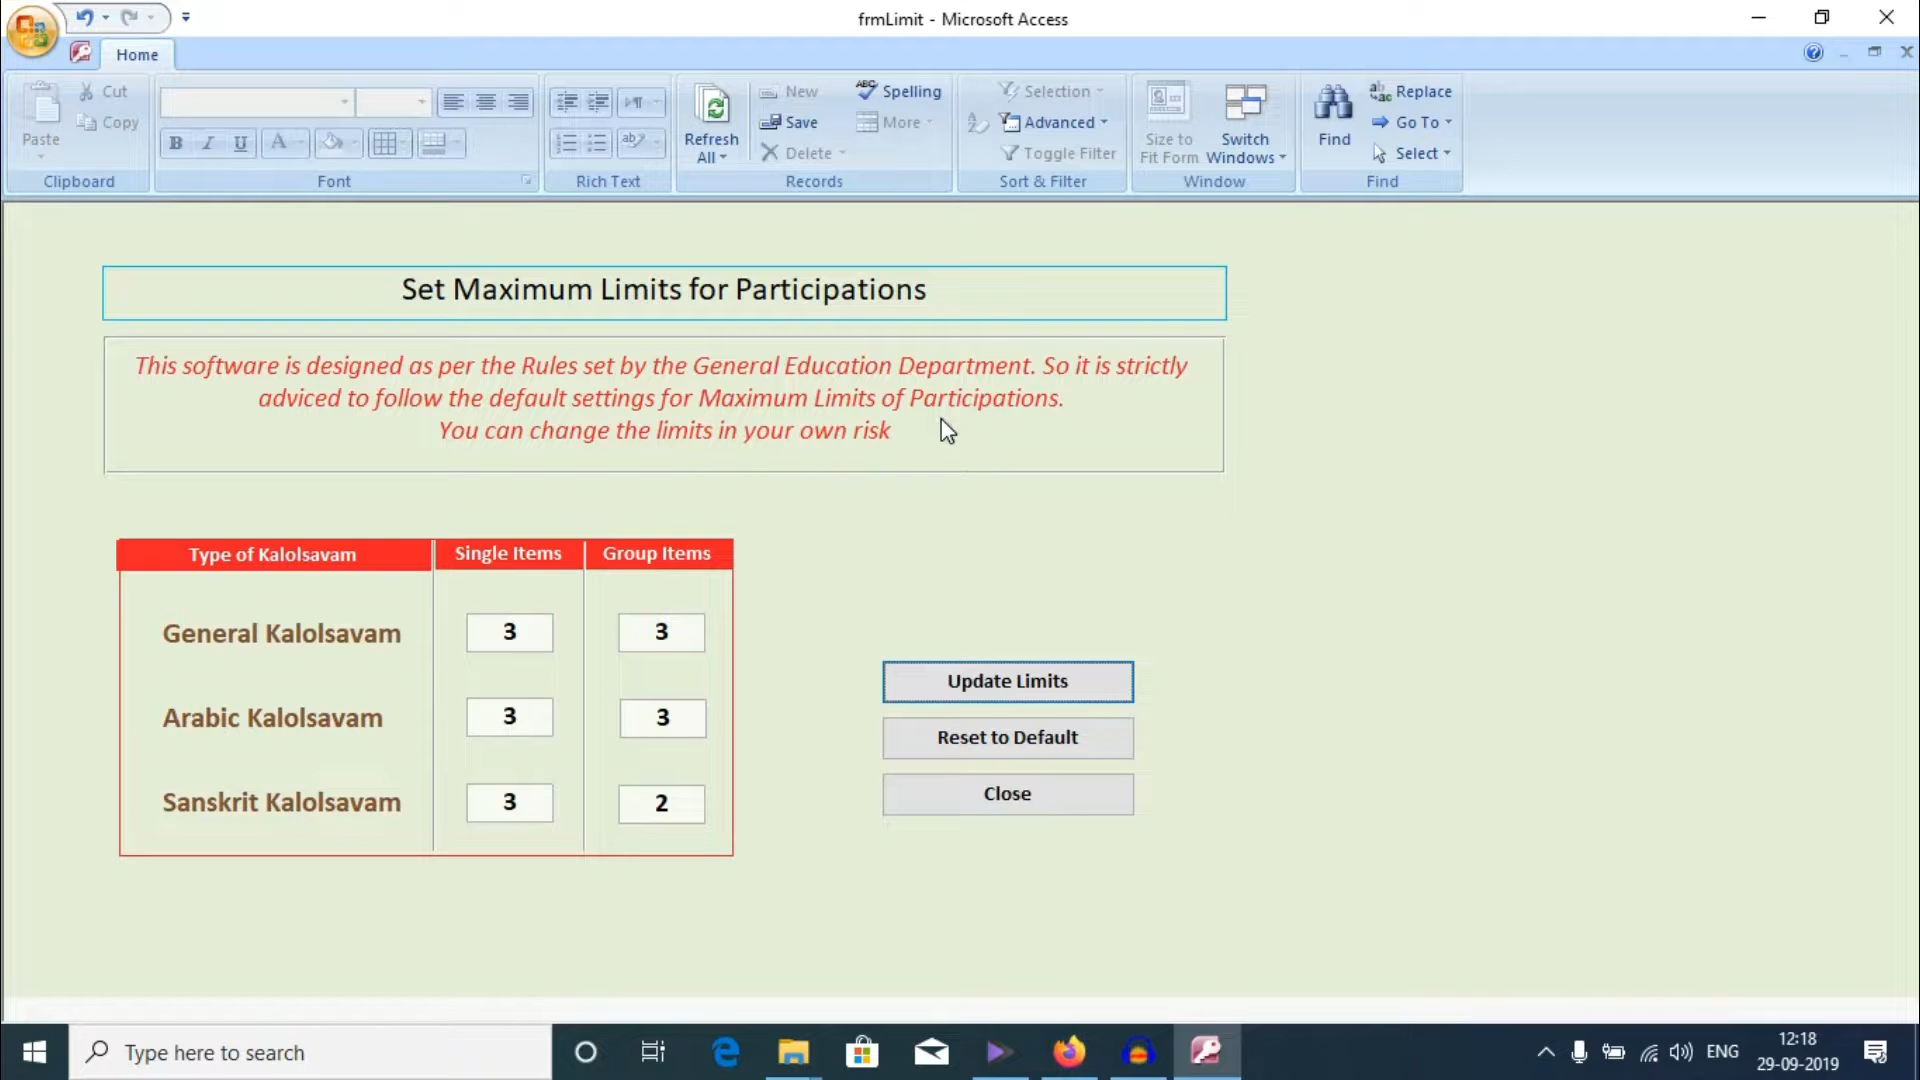 frmLimit - Microsoft Access
Home
Paste
Cut
Copy
Clipboard
B I U A
Font
Rich Text
Refresh
All
New
Save
Delete
Spelling
More
Records
Selection
Advanced
Toggle Filter
Sort & Filter
Size to
Fit Form
Switch
Windows
Window
Find
Replace
Go To
Select
Find
Set Maximum Limits for Participations
This software is designed as per the Rules set by the General Education Department. So it is strictly
adviced to follow the default settings for Maximum Limits of Participations.
You can change the limits in your own risk
Type of Kalolsavam Single Items Group Items
General Kalolsavam 3 3
Arabic Kalolsavam 3 3
Sanskrit Kalolsavam 3 2
Update Limits
Reset to Default
Close
Type here to search
ENG
12:18
29-09-2019